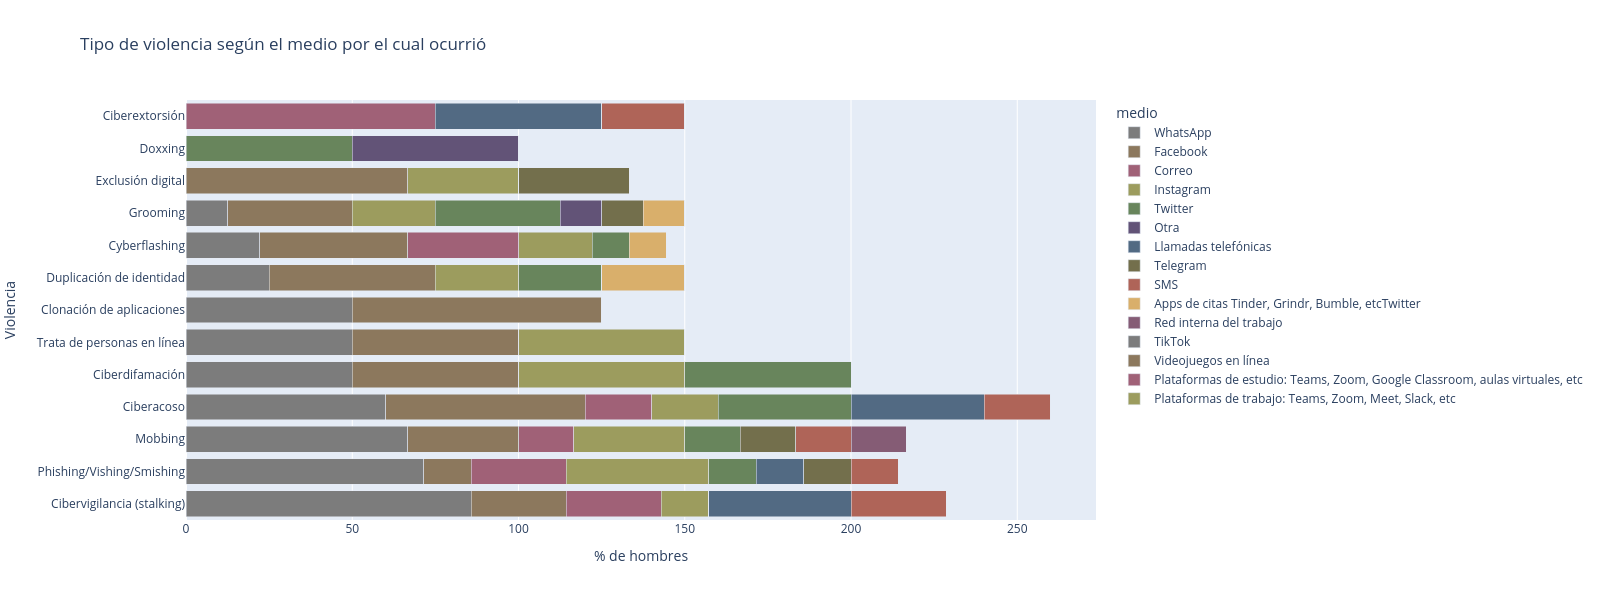 Tipo de violencia según el medio por el cual ocurrió
Violencia
Ciberextorsión
Doxxing
Exclusión digital
Grooming
Cyberflashing
Duplicación de identidad
Clonación de aplicaciones
Trata de personas en línea
Ciberdifamación
Ciberacoso
Mobbing
Phishing/Vishing/Smishing
Cibervigilancia (stalking)
0 50 100 150 200 250
% de hombres
medio
WhatsApp
Facebook
Correo
Instagram
Twitter
Otra
Llamadas telefónicas
Telegram
SMS
Apps de citas Tinder, Grindr, Bumble, etcTwitter
Red interna del trabajo
TikTok
Videojuegos en línea
Plataformas de estudio: Teams, Zoom, Google Classroom, aulas virtuales, etc
Plataformas de trabajo: Teams, Zoom, Meet, Slack, etc